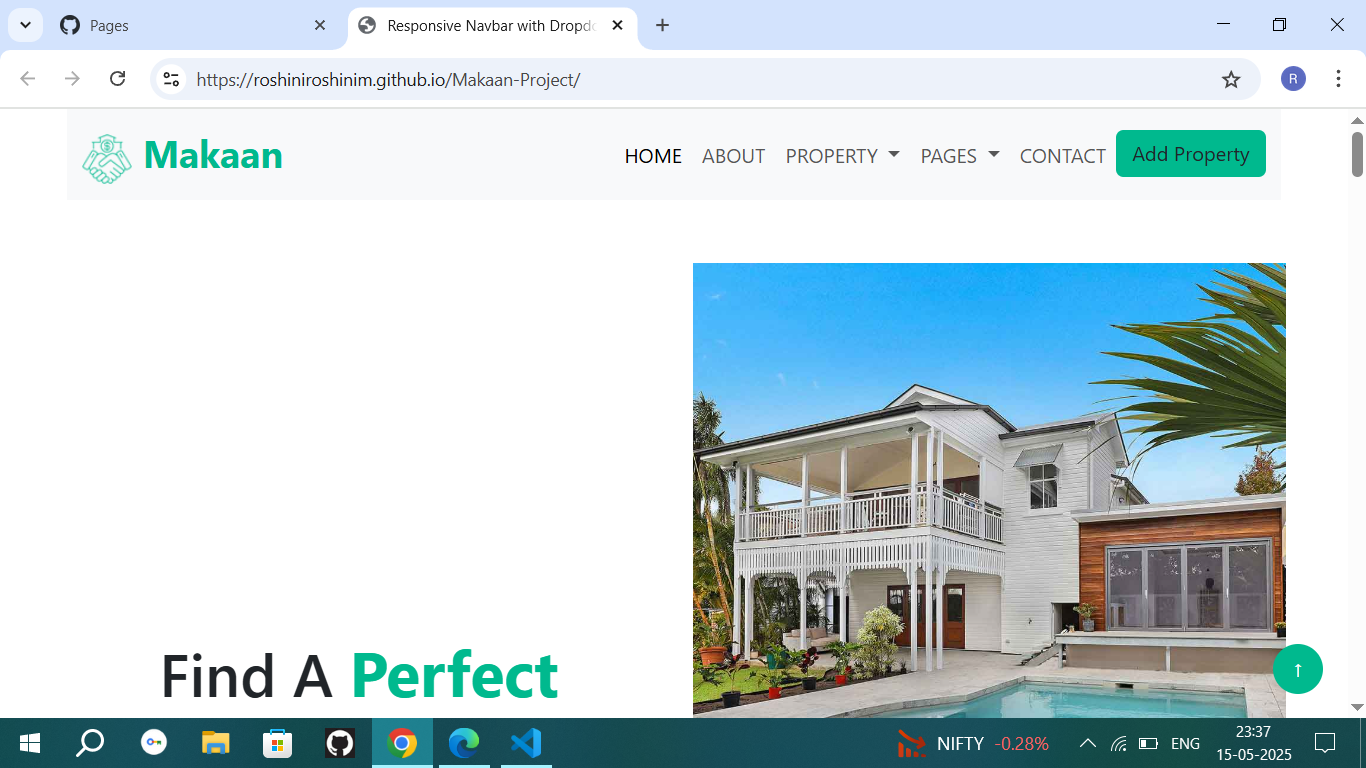 Pages
Responsive Navbar with Dropdo
https://roshiniroshinim.github.io/Makaan-Project/
R
Makaan
HOME ABOUT PROPERTY PAGES CONTACT Add Property
Find A Perfect
↑
NIFTY -0.28%
ENG
23:37
15-05-2025